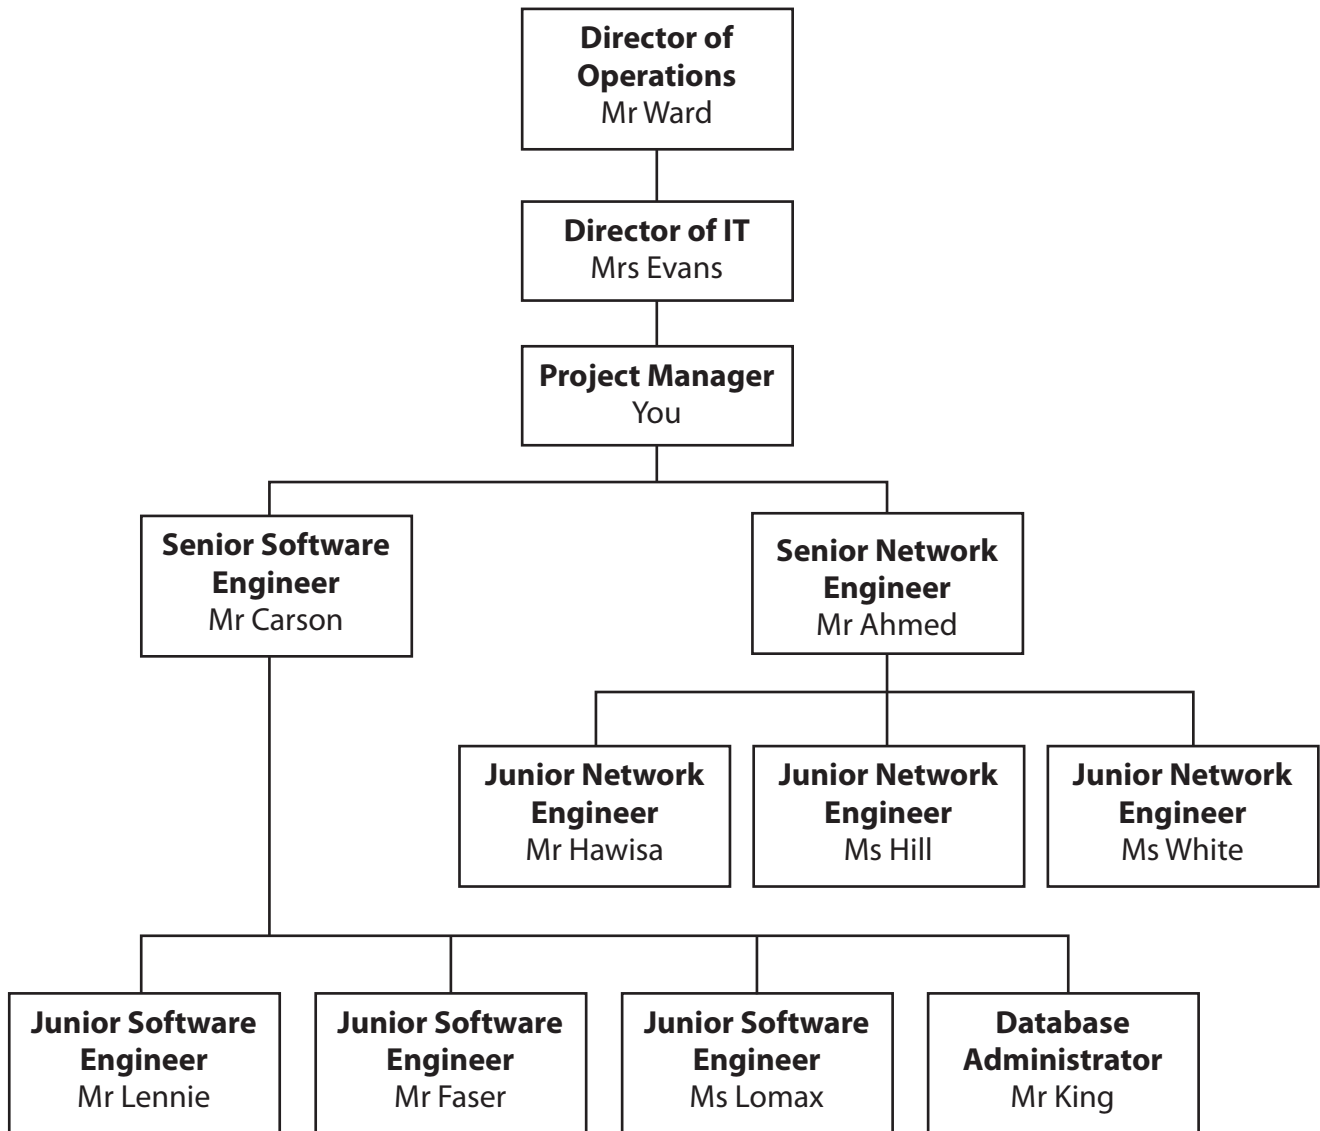 Director of
Operations
Mr Ward
Director of IT
Mrs Evans
Project Manager
You
Senior Software
Engineer
Mr Carson
Senior Network
Engineer
Mr Ahmed
Junior Network
Engineer
Mr Hawisa
Junior Network
Engineer
Ms Hill
Junior Network
Engineer
Ms White
Junior Software
Engineer
Mr Lennie
Junior Software
Engineer
Mr Faser
Junior Software
Engineer
Ms Lomax
Database
Administrator
Mr King